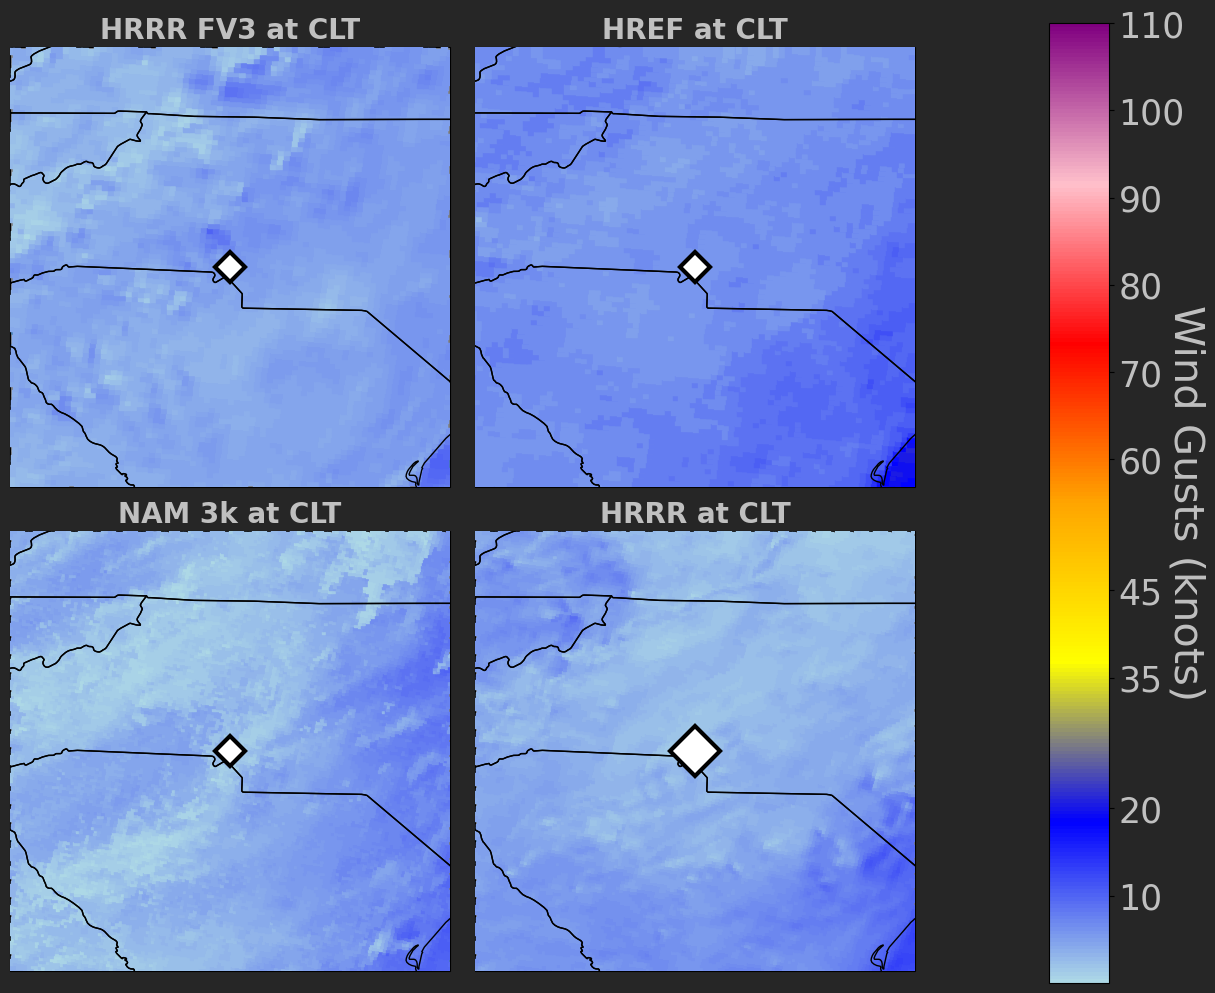 HRRR FV3 at CLT
HREF at CLT
NAM 3k at CLT
HRRR at CLT
110
100
90
80
70
60
45
35
20
10
Wind Gusts (knots)